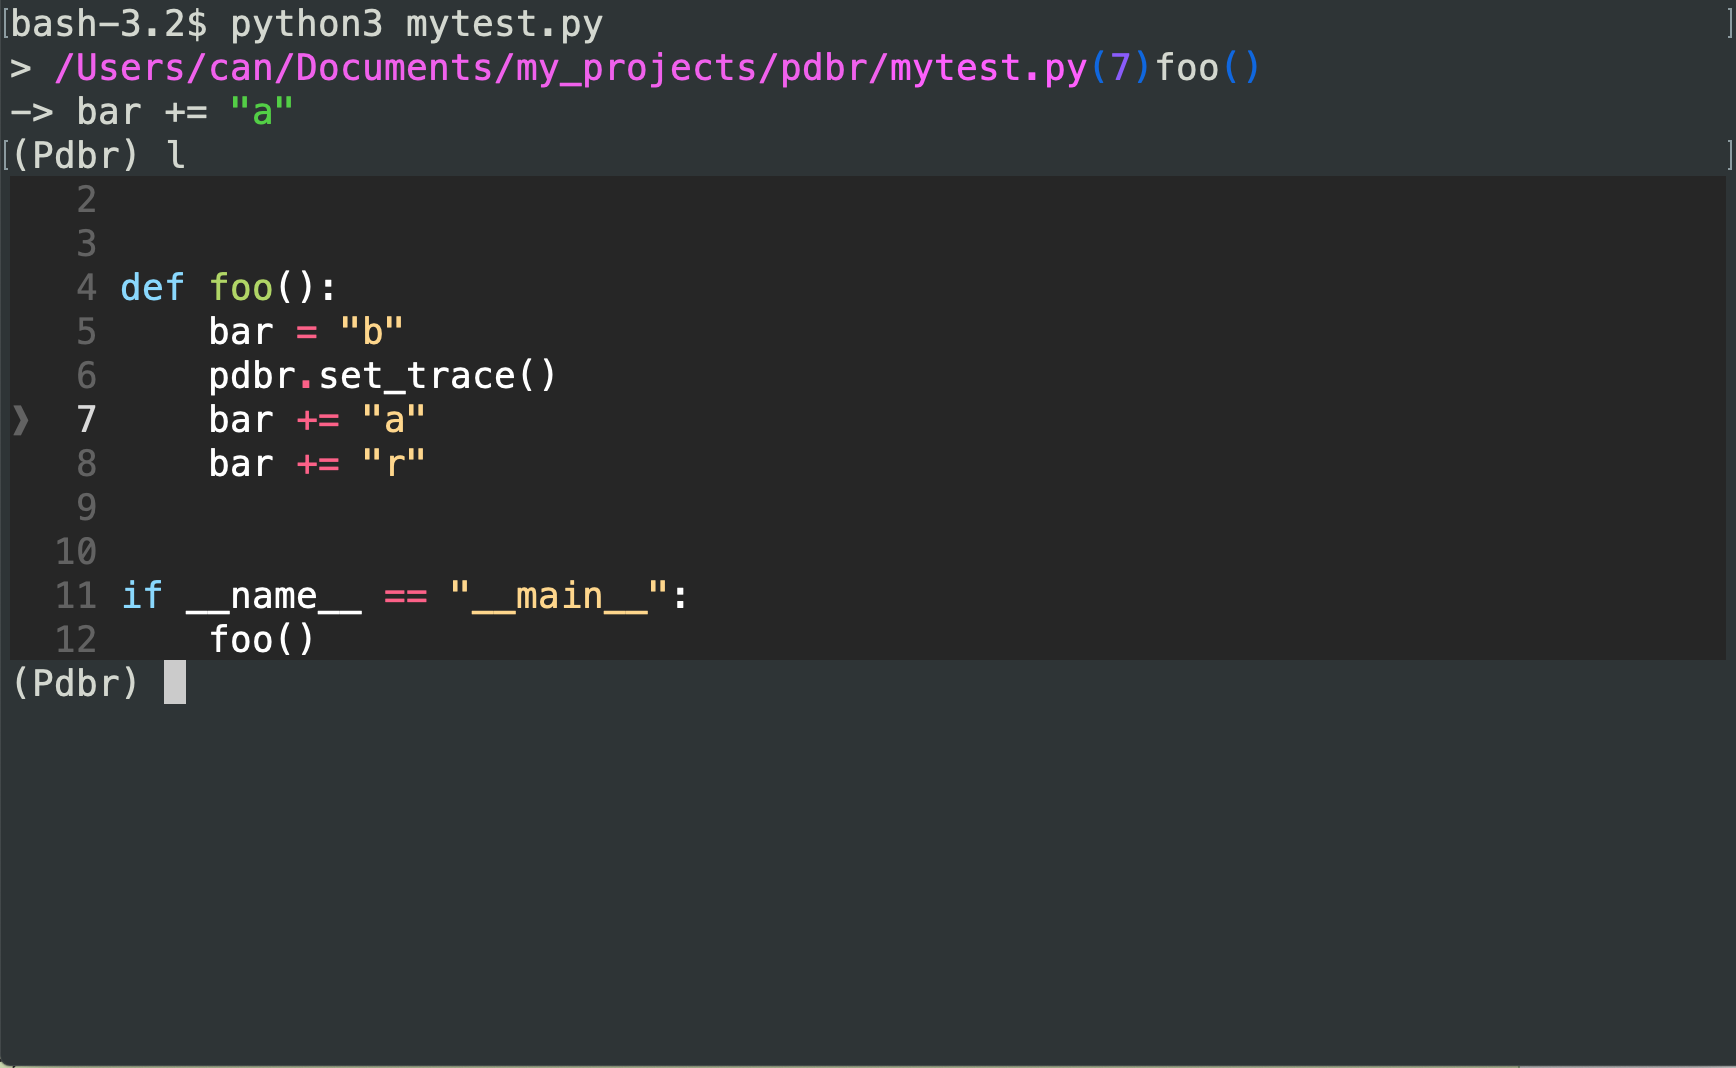 [bash-3.2$ python3 mytest.py ]
> /Users/can/Documents/my_projects/pdbr/mytest.py(7)foo()
-> bar += "a"
[(Pdbr) l ]
2
3
4 def foo():
5     bar = "b"
6     pdbr.set_trace()
❱ 7     bar += "a"
8     bar += "r"
9
10
11 if __name__ == "__main__":
12     foo()
(Pdbr)